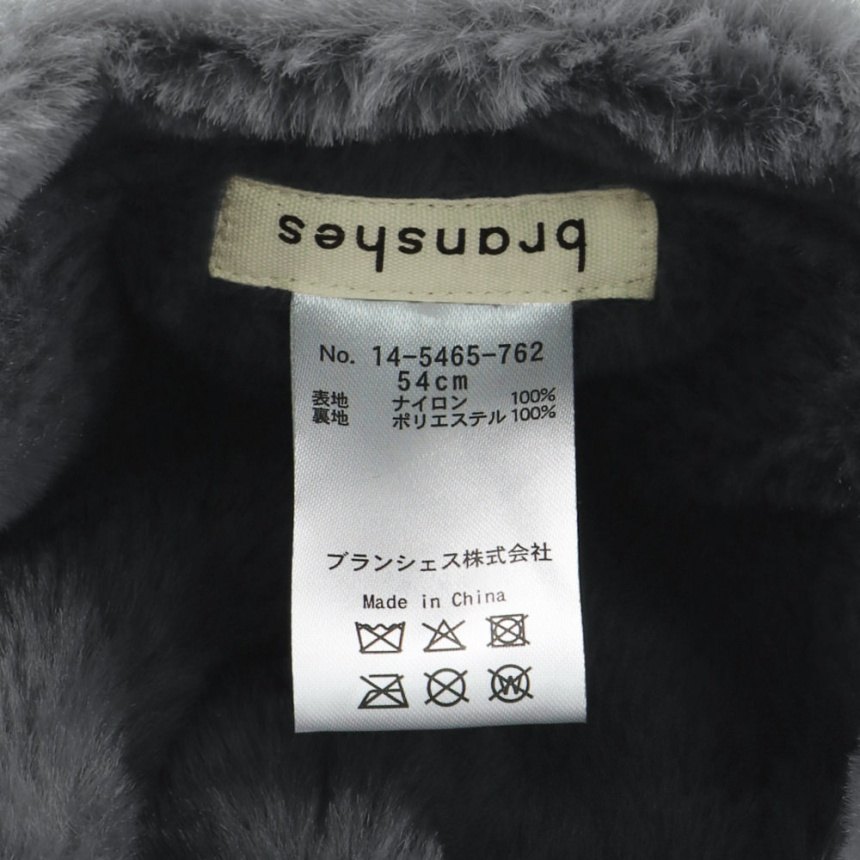 branshes
No. 14-5465-762
54cm
表地 ナイロン 100%
裏地 ポリエステル 100%
ブランシェス株式会社
Made in China
W